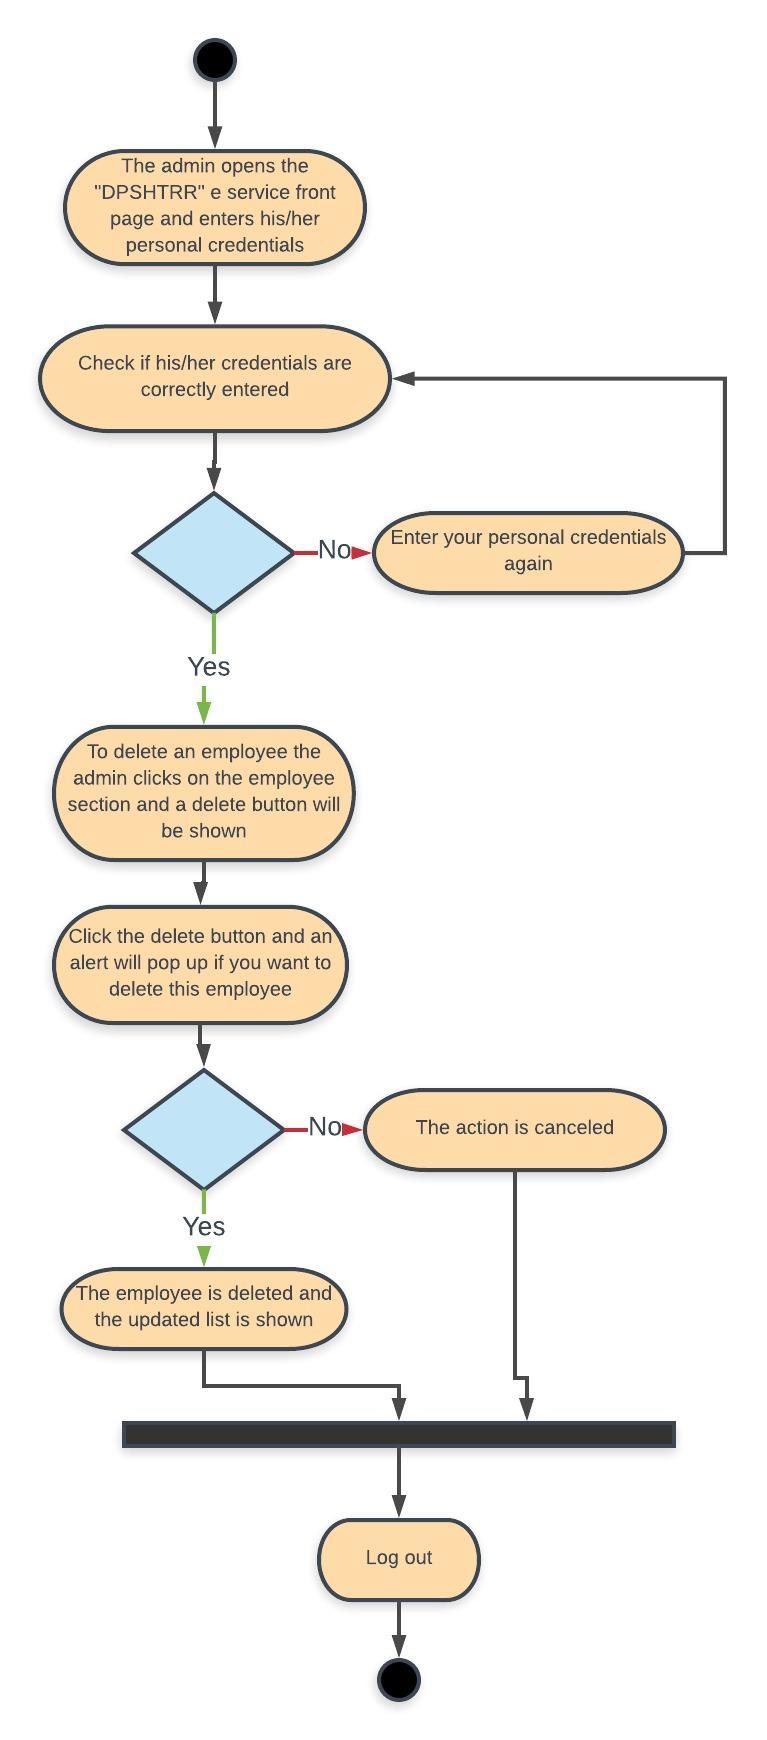 The admin opens the
"DPSHTRR" e service front
page and enters his/her
personal credentials
Check if his/her credentials are
correctly entered
No
Enter your personal credentials
again
Yes
To delete an employee the
admin clicks on the employee
section and a delete button will
be shown
Click the delete button and an
alert will pop up if you want to
delete this employee
No
The action is canceled
Yes
The employee is deleted and
the updated list is shown
Log out